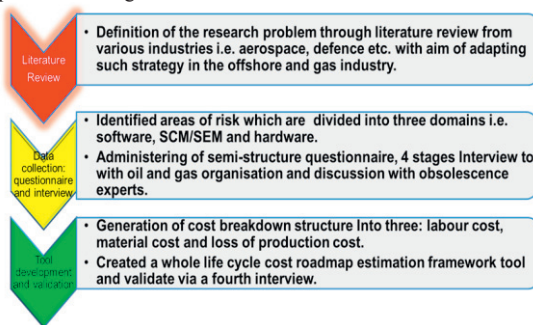 Literature
Review
• Definition of the research problem through literature review from
various industries i.e. aerospace, defence etc. with aim of adapting
such strategy in the offshore and gas industry.
Data
collection:
questionnaire
and interview
• Identified areas of risk which are divided into three domains i.e.
software, SCM/SEM and hardware.
• Administering of semi-structure questionnaire, 4 stages Interview to
with oil and gas organisation and discussion with obsolescence
experts.
Tool
development
and validation
• Generation of cost breakdown structure Into three: labour cost,
material cost and loss of production cost.
• Created a whole life cycle cost roadmap estimation framework tool
and validate via a fourth interview.